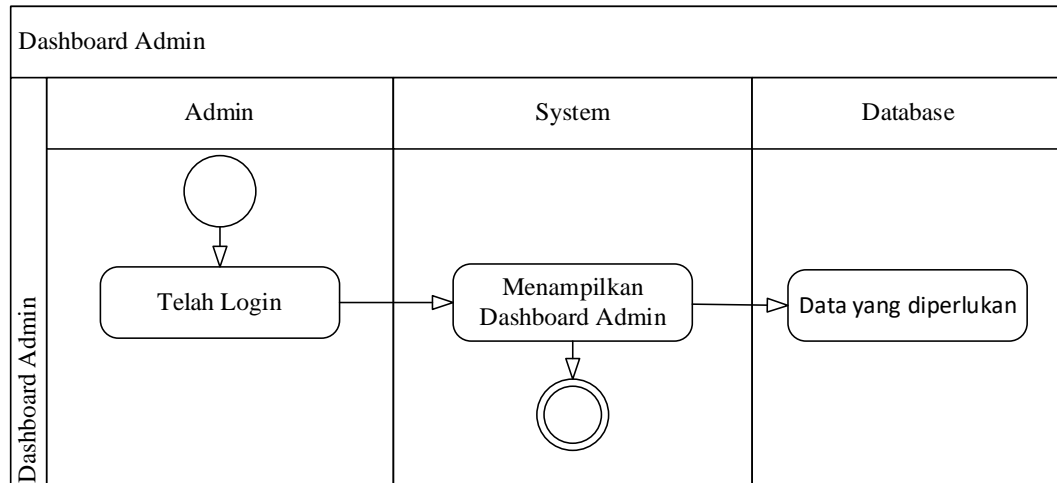 Dashboard Admin
Admin
System
Database
Dashboard Admin
Telah Login
Menampilkan
Dashboard Admin
Data yang diperlukan